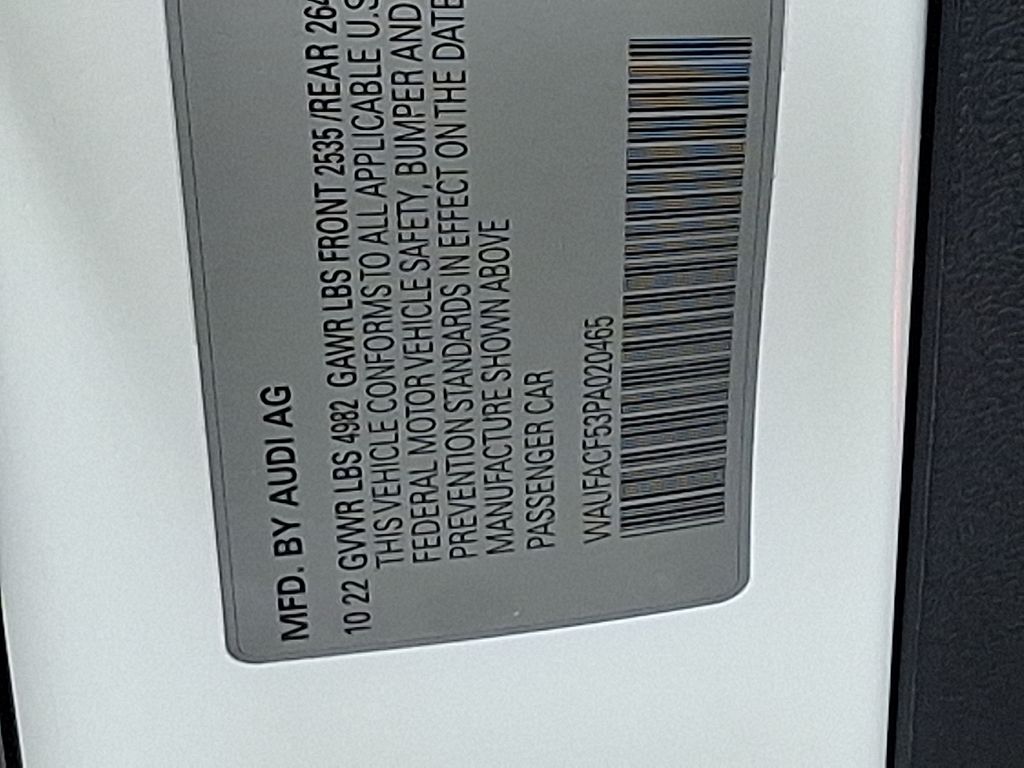 MFD. BY AUDI AG
10 22 GVWR LBS 4982 GAWR LBS FRONT 2535 /REAR 264
THIS VEHICLE CONFORMS TO ALL APPLICABLE U.S
FEDERAL MOTOR VEHICLE SAFETY, BUMPER AND
PREVENTION STANDARDS IN EFFECT ON THE DATE
MANUFACTURE SHOWN ABOVE
PASSENGER CAR
WAUFACF53PA020465